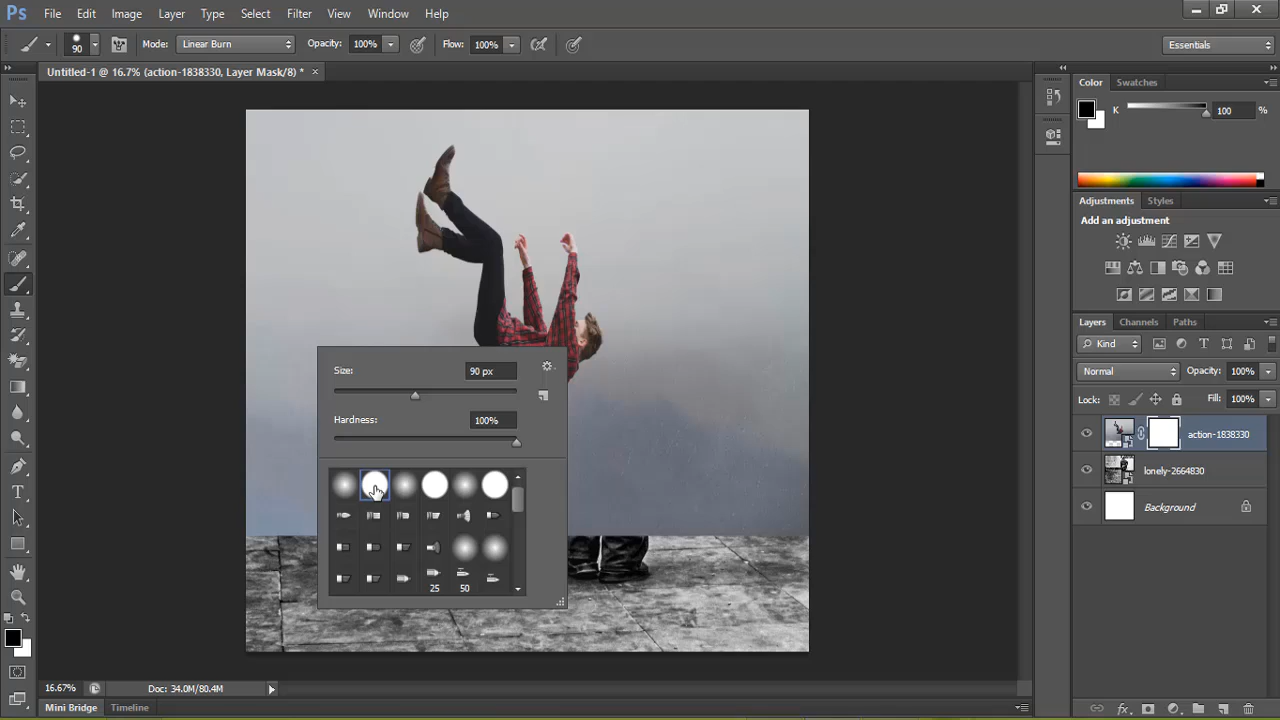 Ps File Edit Image Layer Type Select Filter View Window Help
90 Mode: Linear Burn Opacity: 100% Flow: 100% Essentials
Untitled-1 @ 16.7% (action-1838330, Layer Mask/8) * ×
Color Swatches
K 100 %
Adjustments Styles
Add an adjustment
Layers Channels Paths
Kind
Normal Opacity: 100%
Lock: Fill: 100%
action-1838330
lonely-2664830
Background
Size: 90 px
Hardness: 100%
25 50
16.67% Doc: 34.0M/80.4M
Mini Bridge Timeline